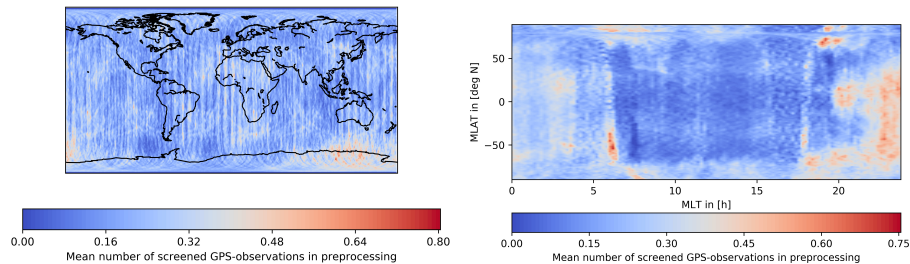 0.00 0.16 0.32 0.48 0.64 0.80
Mean number of screened GPS-observations in preprocessing
MLAT in [deg N]
50
0
−50
0 5 10 15 20
MLT in [h]
0.00 0.15 0.30 0.45 0.60 0.75
Mean number of screened GPS-observations in preprocessing